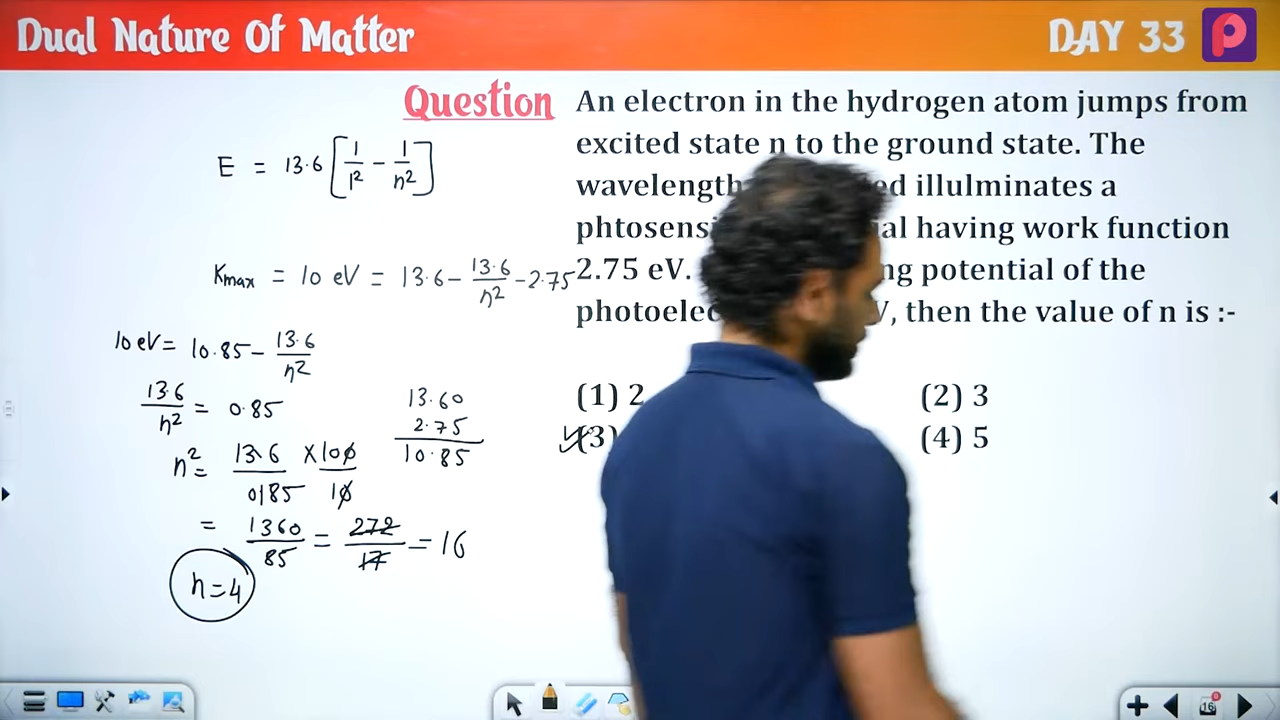 Dual Nature Of Matter
DAY 33
Question
An electron in the hydrogen atom jumps from
excited state n to the ground state. The
wavelength illulminates a
phtosensi having work function
2.75 eV. potential of the
photoelec V, then the value of n is :-
(1) 2
(2) 3
(3)
(4) 5
E = 13.6 [1/1² - 1/n²]
Kmax = 10 eV = 13.6 - 13.6/n² - 2.75
10 eV = 10.85 - 13.6/n²
13.6/n² = 0.85
13.60
2.75
10.85
n² = 13.6/0.85 × 100/10
= 1360/85 = 272/17 = 16
n = 4
16